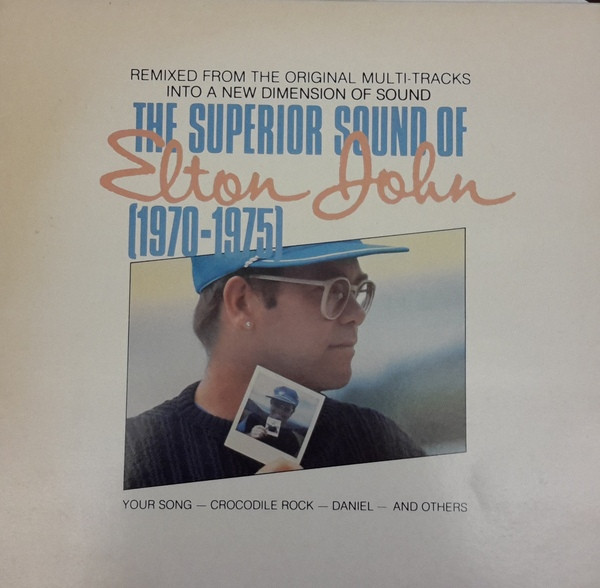 REMIXED FROM THE ORIGINAL MULTI-TRACKS
INTO A NEW DIMENSION OF SOUND
THE SUPERIOR SOUND OF
Elton John
(1970-1975)
YOUR SONG — CROCODILE ROCK — DANIEL — AND OTHERS